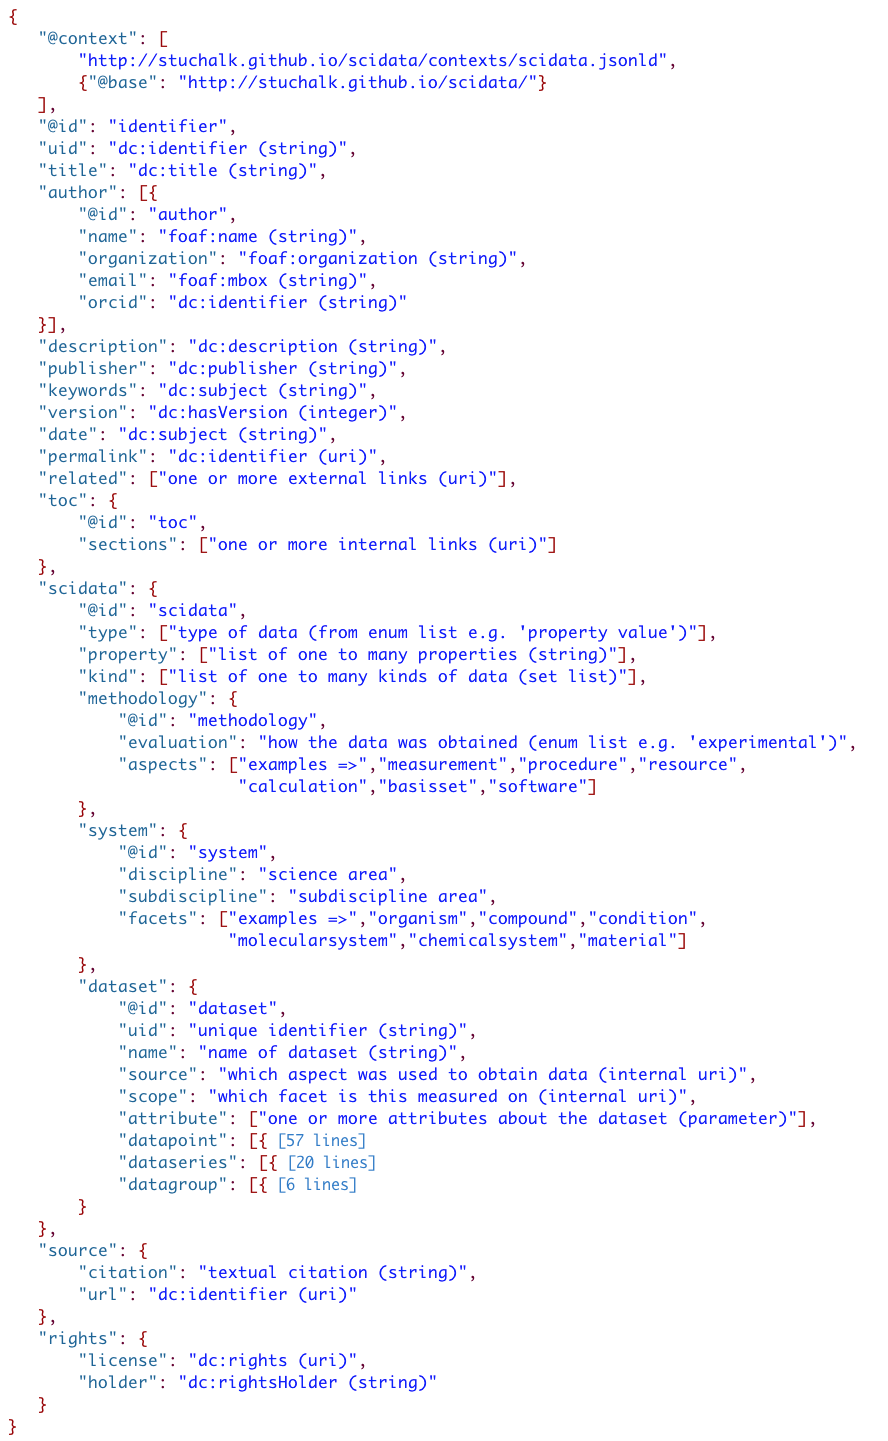 {
"@context": [
"http://stuchalk.github.io/scidata/contexts/scidata.jsonld",
{"@base": "http://stuchalk.github.io/scidata/"}
],
"@id": "identifier",
"uid": "dc:identifier (string)",
"title": "dc:title (string)",
"author": [{
"@id": "author",
"name": "foaf:name (string)",
"organization": "foaf:organization (string)",
"email": "foaf:mbox (string)",
"orcid": "dc:identifier (string)"
}],
"description": "dc:description (string)",
"publisher": "dc:publisher (string)",
"keywords": "dc:subject (string)",
"version": "dc:hasVersion (integer)",
"date": "dc:subject (string)",
"permalink": "dc:identifier (uri)",
"related": ["one or more external links (uri)"],
"toc": {
"@id": "toc",
"sections": ["one or more internal links (uri)"]
},
"scidata": {
"@id": "scidata",
"type": ["type of data (from enum list e.g. 'property value')"],
"property": ["list of one to many properties (string)"],
"kind": ["list of one to many kinds of data (set list)"],
"methodology": {
"@id": "methodology",
"evaluation": "how the data was obtained (enum list e.g. 'experimental')",
"aspects": ["examples =>","measurement","procedure","resource",
"calculation","basisset","software"]
},
"system": {
"@id": "system",
"discipline": "science area",
"subdiscipline": "subdiscipline area",
"facets": ["examples =>","organism","compound","condition",
"molecularsystem","chemicalsystem","material"]
},
"dataset": {
"@id": "dataset",
"uid": "unique identifier (string)",
"name": "name of dataset (string)",
"source": "which aspect was used to obtain data (internal uri)",
"scope": "which facet is this measured on (internal uri)",
"attribute": ["one or more attributes about the dataset (parameter)"],
"datapoint": [{ [57 lines]
"dataseries": [{ [20 lines]
"datagroup": [{ [6 lines]
}
},
"source": {
"citation": "textual citation (string)",
"url": "dc:identifier (uri)"
},
"rights": {
"license": "dc:rights (uri)",
"holder": "dc:rightsHolder (string)"
}
}